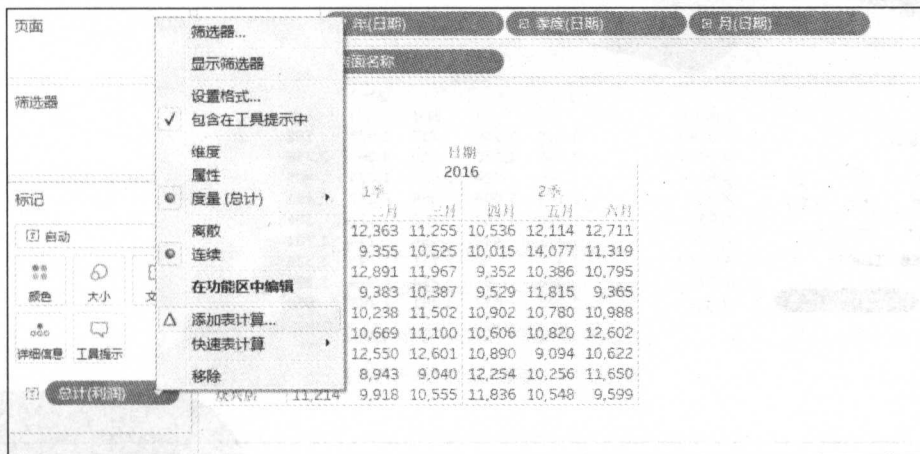 页面
年(日期)
季度(日期)
月(日期)
店面名称
筛选器
筛选器...
显示筛选器
设置格式...
包含在工具提示中
维度
属性
度量 (总计)
离散
连续
在功能区中编辑
添加表计算...
快速表计算
移除
标记
自动
颜色
大小
详细信息
工具提示
总计(利润)
日期
2016
1季 2季
二月 三月 四月 五月 六月
12,363 11,255 10,536 12,114 12,711
9,355 10,525 10,015 14,077 11,319
12,891 11,967 9,352 10,386 10,795
9,383 10,387 9,529 11,815 9,365
10,238 11,502 10,902 10,780 10,988
10,669 11,100 10,606 10,820 12,602
12,550 12,601 10,890 9,094 10,622
8,943 9,040 12,254 10,256 11,650
11,214 9,918 10,555 11,836 10,548 9,599